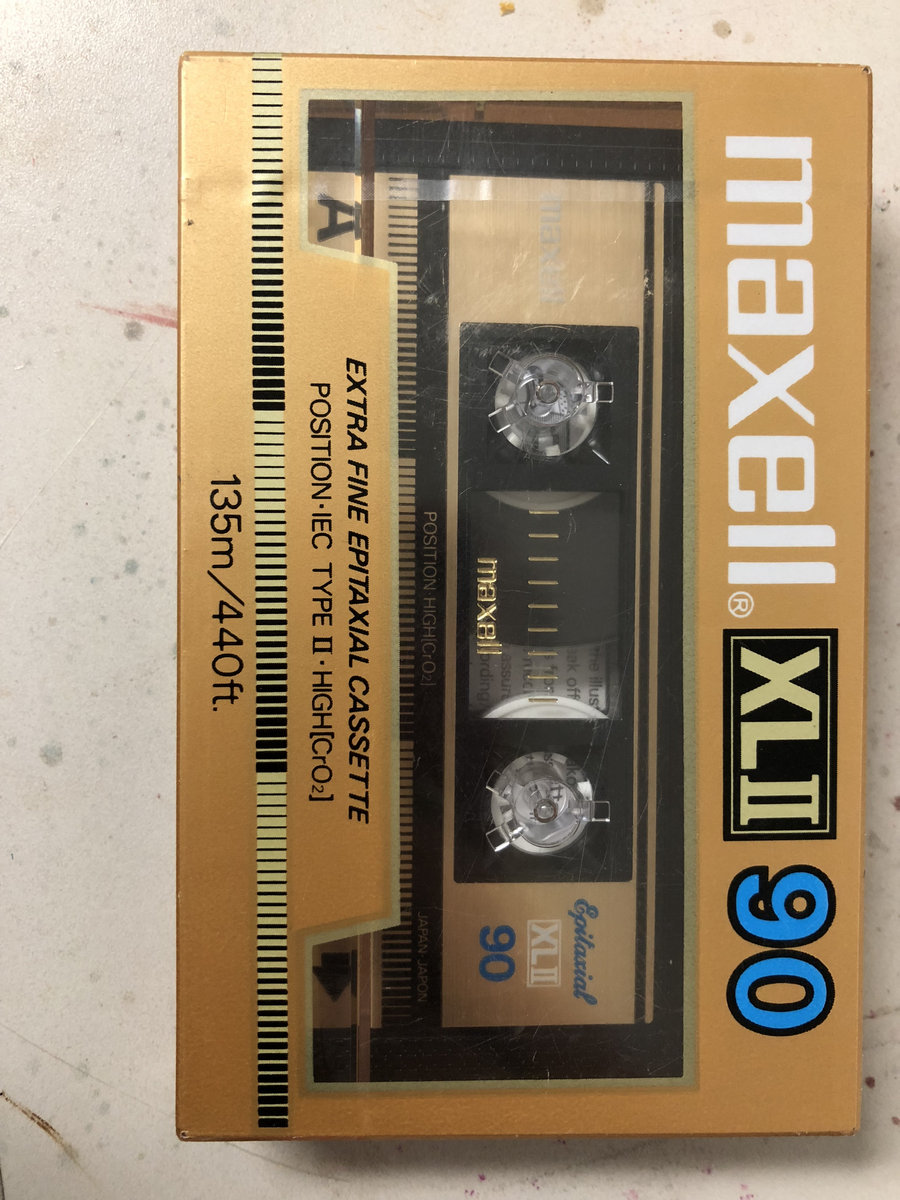 maxell® XLII 90
maxell
A
Epitaxial
XLII
90
maxell
POSITION·HIGH[CrO2]
JAPAN·JAPON
EXTRA FINE EPITAXIAL CASSETTE
POSITION·IEC TYPE II·HIGH[CrO2]
135m/440ft.